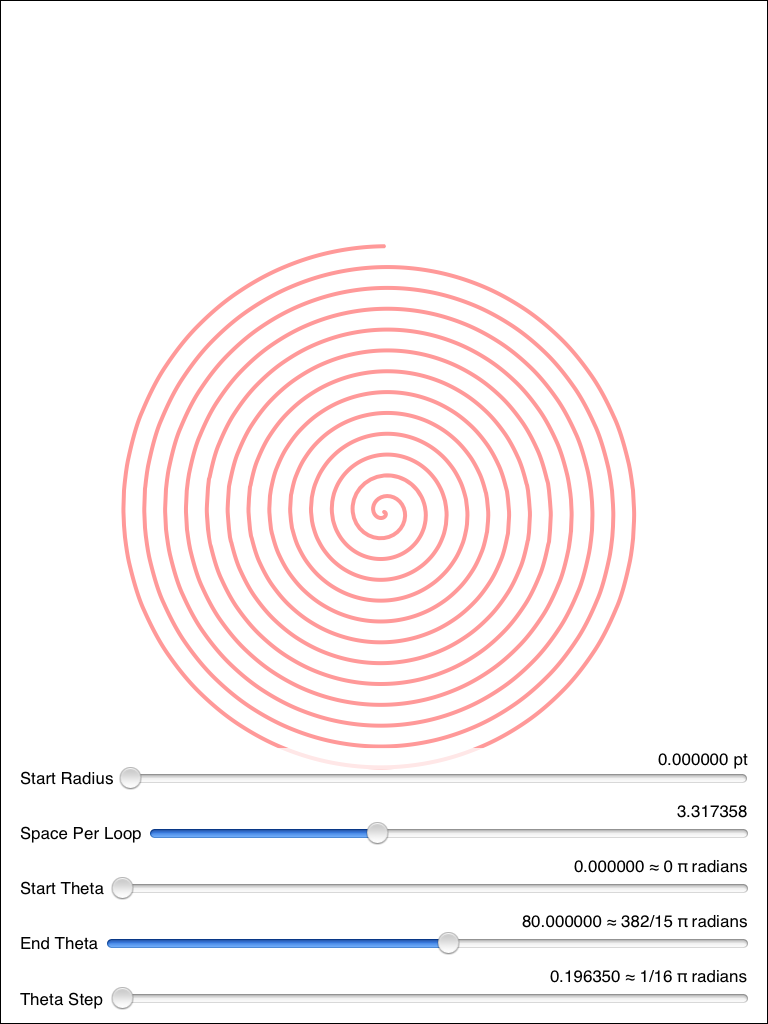 0.000000 pt
Start Radius
3.317358
Space Per Loop
0.000000 ≈ 0 π radians
Start Theta
80.000000 ≈ 382/15 π radians
End Theta
0.196350 ≈ 1/16 π radians
Theta Step